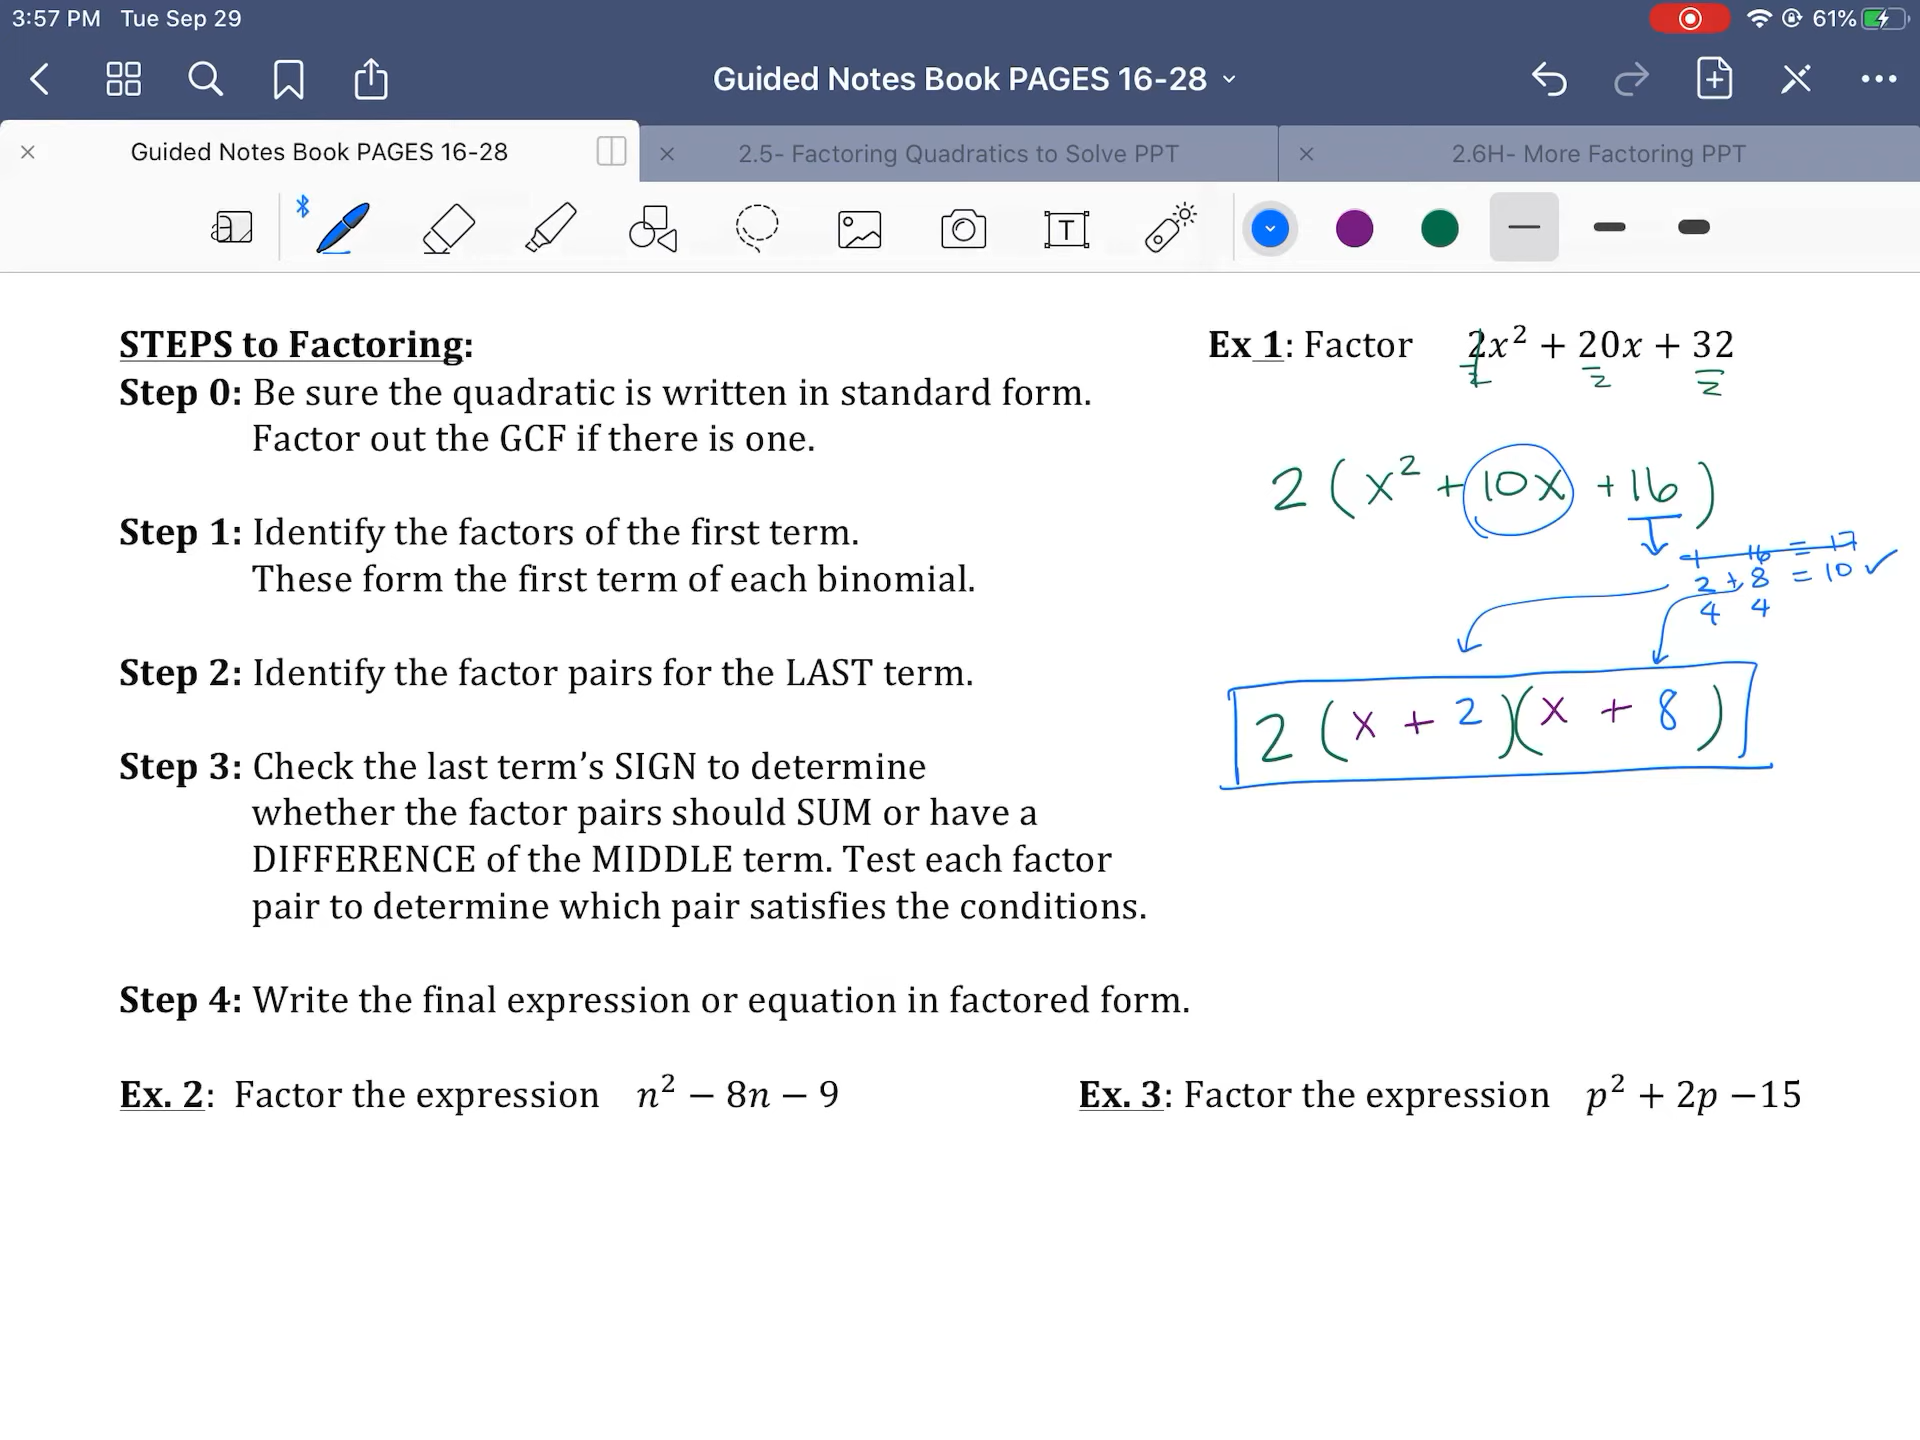 3:57 PM Tue Sep 29
61%
Guided Notes Book PAGES 16-28
Guided Notes Book PAGES 16-28
2.5- Factoring Quadratics to Solve PPT
2.6H- More Factoring PPT
T
STEPS to Factoring:
Step 0: Be sure the quadratic is written in standard form.
Factor out the GCF if there is one.
Step 1: Identify the factors of the first term.
These form the first term of each binomial.
Step 2: Identify the factor pairs for the LAST term.
Step 3: Check the last term’s SIGN to determine
whether the factor pairs should SUM or have a
DIFFERENCE of the MIDDLE term. Test each factor
pair to determine which pair satisfies the conditions.
Step 4: Write the final expression or equation in factored form.
Ex 1: Factor 2x² + 20x + 32
2 2 2
2 ( x² + 10x + 16 )
1 16 = 17
2 + 8 = 10 ✓
4 4
2 ( x + 2 )( x + 8 )
Ex. 2: Factor the expression n² − 8n − 9
Ex. 3: Factor the expression p² + 2p −15